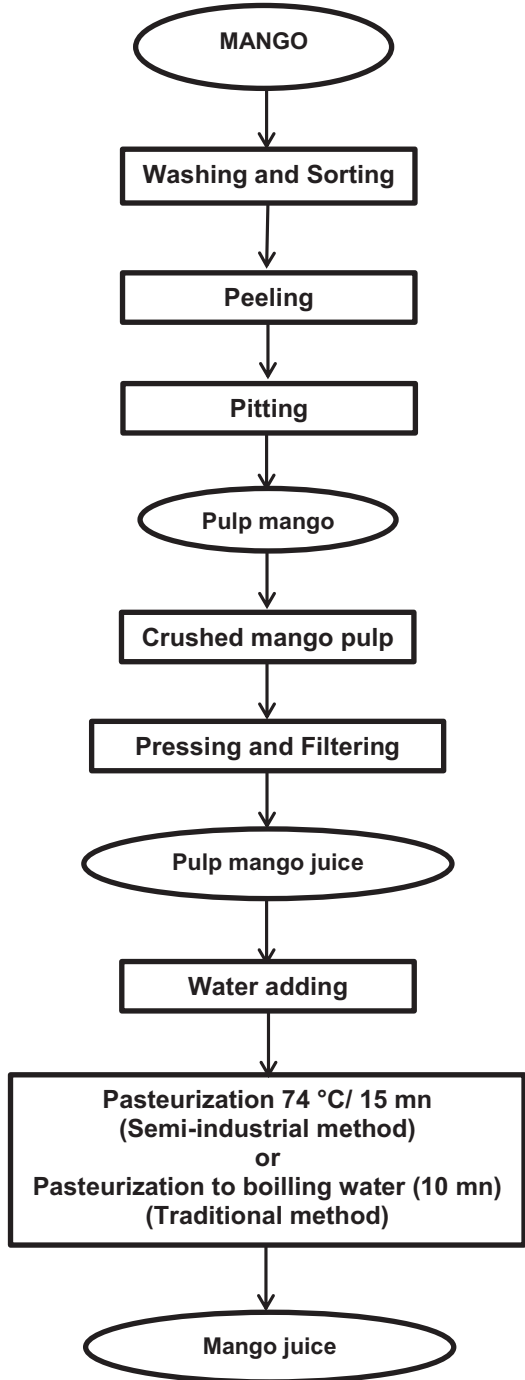 MANGO
Washing and Sorting
Peeling
Pitting
Pulp mango
Crushed mango pulp
Pressing and Filtering
Pulp mango juice
Water adding
Pasteurization 74 °C/ 15 mn
(Semi-industrial method)
or
Pasteurization to boilling water (10 mn)
(Traditional method)
Mango juice